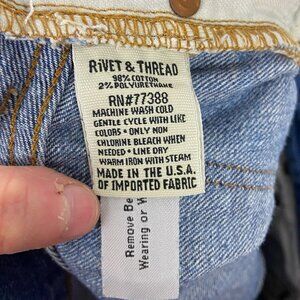 RiVET & THREAD
98% COTTON
2% POLYURETHANE
RN#77388
MACHINE WASH COLD
GENTLE CYCLE WITH LIKE
COLORS • ONLY NON
CHLORINE BLEACH WHEN
NEEDED • LINE DRY
WARM IRON WITH STEAM
MADE IN THE U.S.A.
OF IMPORTED FABRIC
Remove Be
Wearing or W